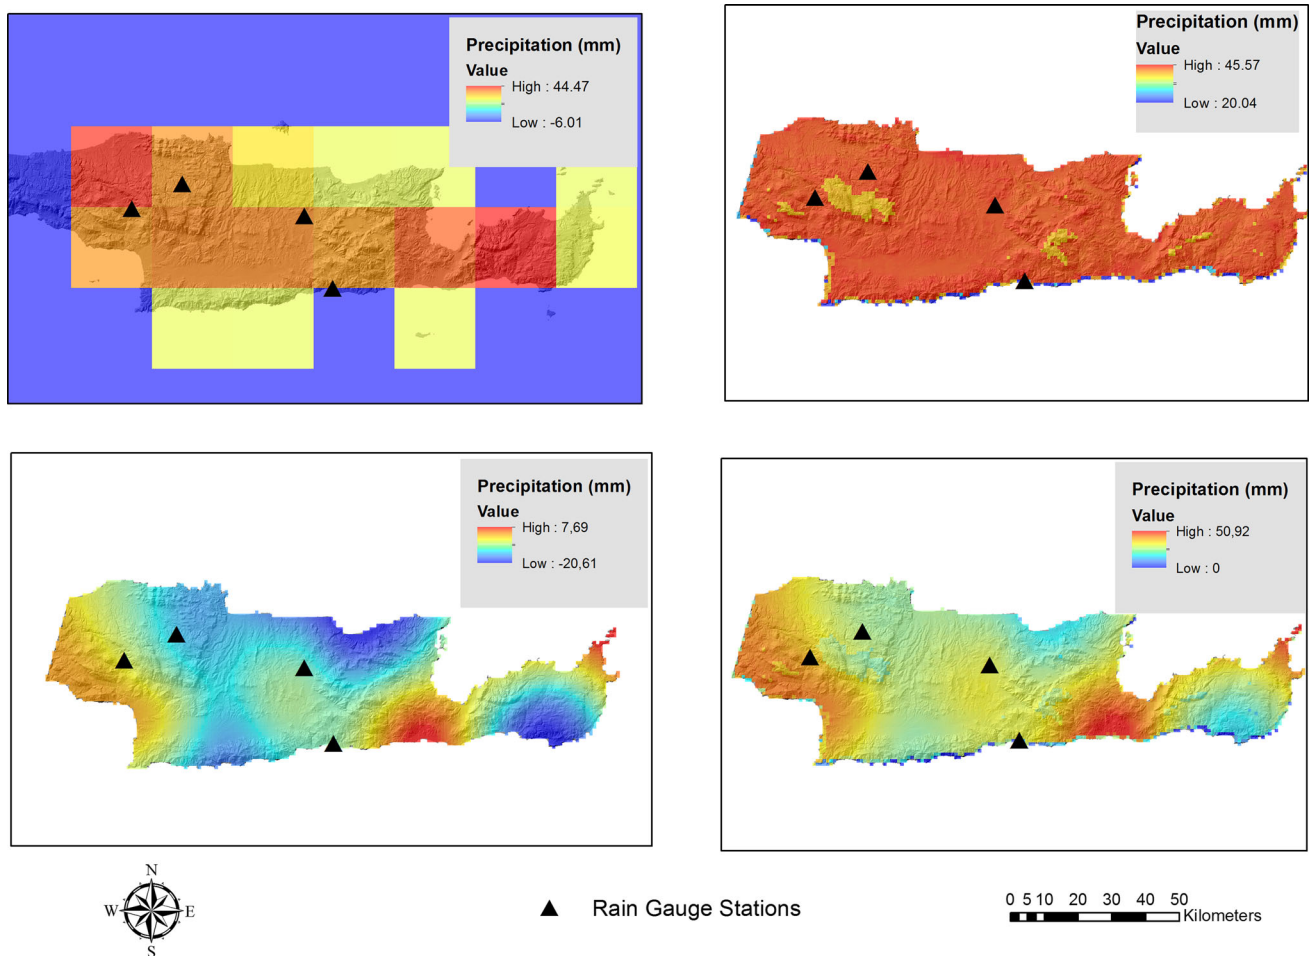 Precipitation (mm)
Value
High : 44.47
Low : -6.01
Precipitation (mm)
Value
High : 45.57
Low : 20.04
Precipitation (mm)
Value
High : 7,69
Low : -20,61
Precipitation (mm)
Value
High : 50,92
Low : 0
N
W E
S
Rain Gauge Stations
0 5 10 20 30 40 50
Kilometers